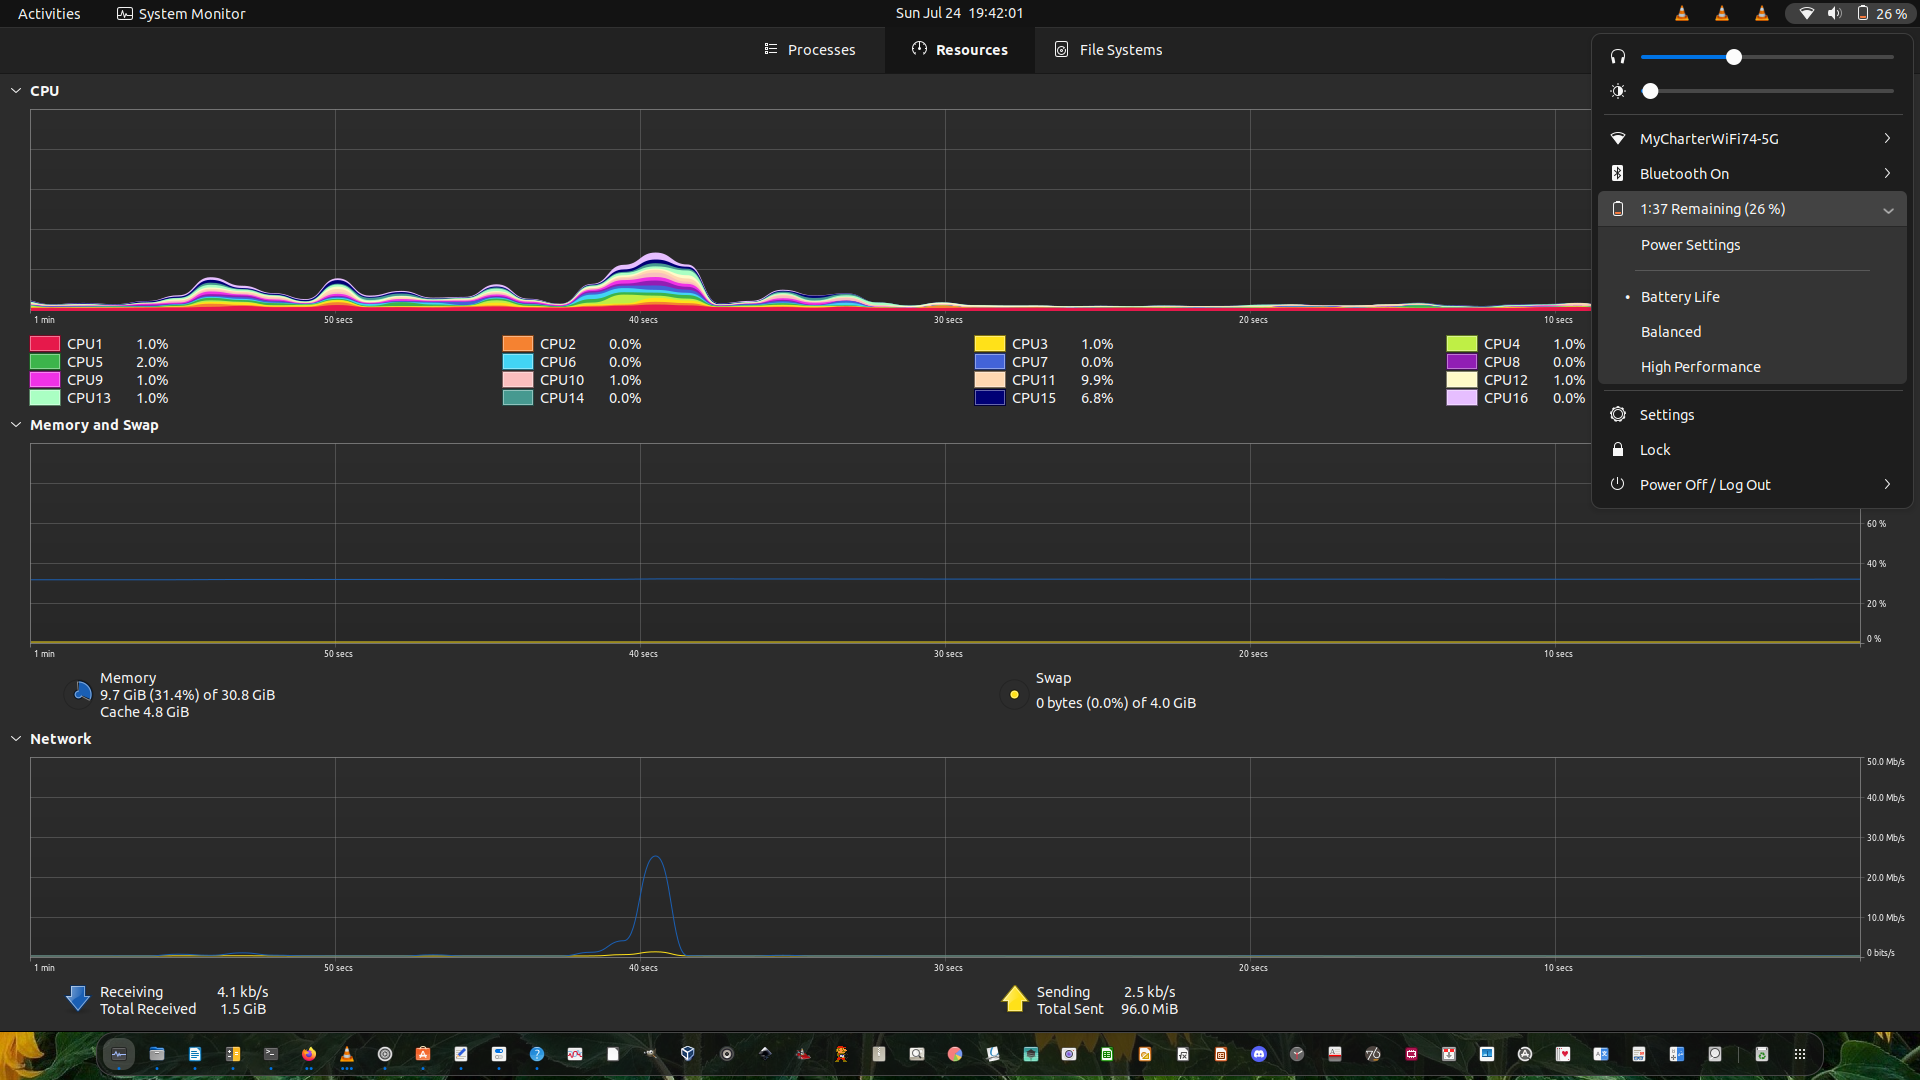 Activities
System Monitor
Sun Jul 24 19:42:01
26 %
Processes
Resources
File Systems
CPU
1 min
50 secs
40 secs
30 secs
20 secs
10 secs
CPU1 1.0%
CPU2 0.0%
CPU3 1.0%
CPU4 1.0%
CPU5 2.0%
CPU6 0.0%
CPU7 0.0%
CPU8 0.0%
CPU9 1.0%
CPU10 1.0%
CPU11 9.9%
CPU12 1.0%
CPU13 1.0%
CPU14 0.0%
CPU15 6.8%
CPU16 0.0%
MyCharterWiFi74-5G
Bluetooth On
1:37 Remaining (26 %)
Power Settings
Battery Life
Balanced
High Performance
Settings
Lock
Power Off / Log Out
Memory and Swap
60 %
40 %
20 %
0 %
1 min
50 secs
40 secs
30 secs
20 secs
10 secs
Memory
9.7 GiB (31.4%) of 30.8 GiB
Cache 4.8 GiB
Swap
0 bytes (0.0%) of 4.0 GiB
Network
50.0 Mb/s
40.0 Mb/s
30.0 Mb/s
20.0 Mb/s
10.0 Mb/s
0 bits/s
1 min
50 secs
40 secs
30 secs
20 secs
10 secs
Receiving 4.1 kb/s
Total Received 1.5 GiB
Sending 2.5 kb/s
Total Sent 96.0 MiB